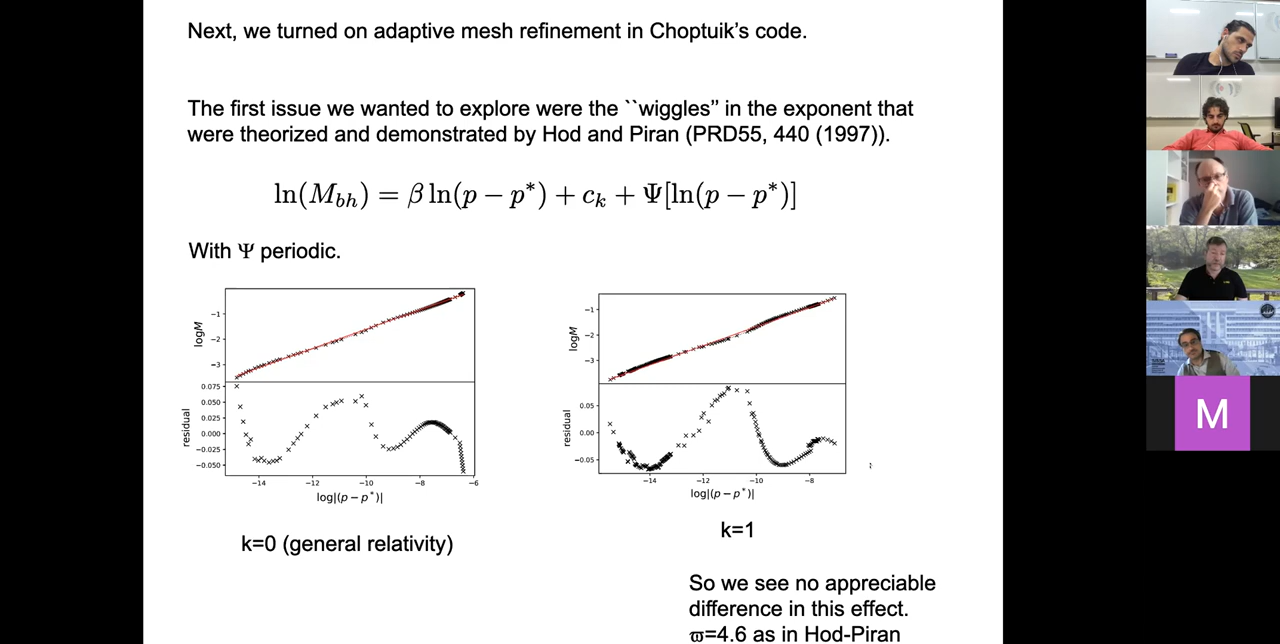 Next, we turned on adaptive mesh refinement in Choptuik's code.
The first issue we wanted to explore were the ``wiggles" in the exponent that
were theorized and demonstrated by Hod and Piran (PRD55, 440 (1997)).
ln(M_{bh}) = β ln(p − p*) + c_k + Ψ[ln(p − p*)]
With Ψ periodic.
logM
−1
−2
−3
residual
0.075
0.050
0.025
0.000
−0.025
−0.050
−14 −12 −10 −8 −6
log|(p − p*)|
k=0 (general relativity)
logM
−1
−2
−3
residual
0.05
0.00
−0.05
−14 −12 −10 −8
log|(p − p*)|
k=1
So we see no appreciable
difference in this effect.
ϖ=4.6 as in Hod-Piran
M